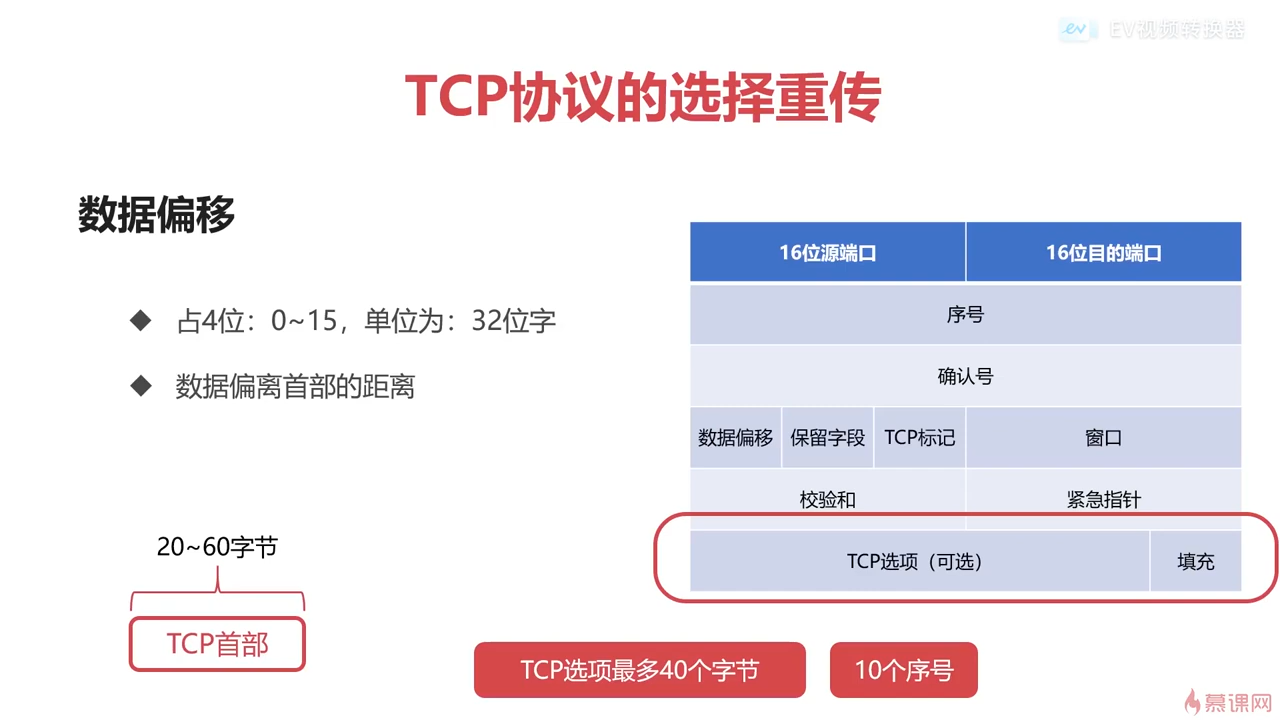 EV视频转换器
TCP协议的选择重传
数据偏移
占4位：0~15，单位为：32位字
数据偏离首部的距离
16位源端口 16位目的端口
序号
确认号
数据偏移 保留字段 TCP标记 窗口
校验和 紧急指针
TCP选项（可选） 填充
20~60字节
TCP首部
TCP选项最多40个字节 10个序号
慕课网